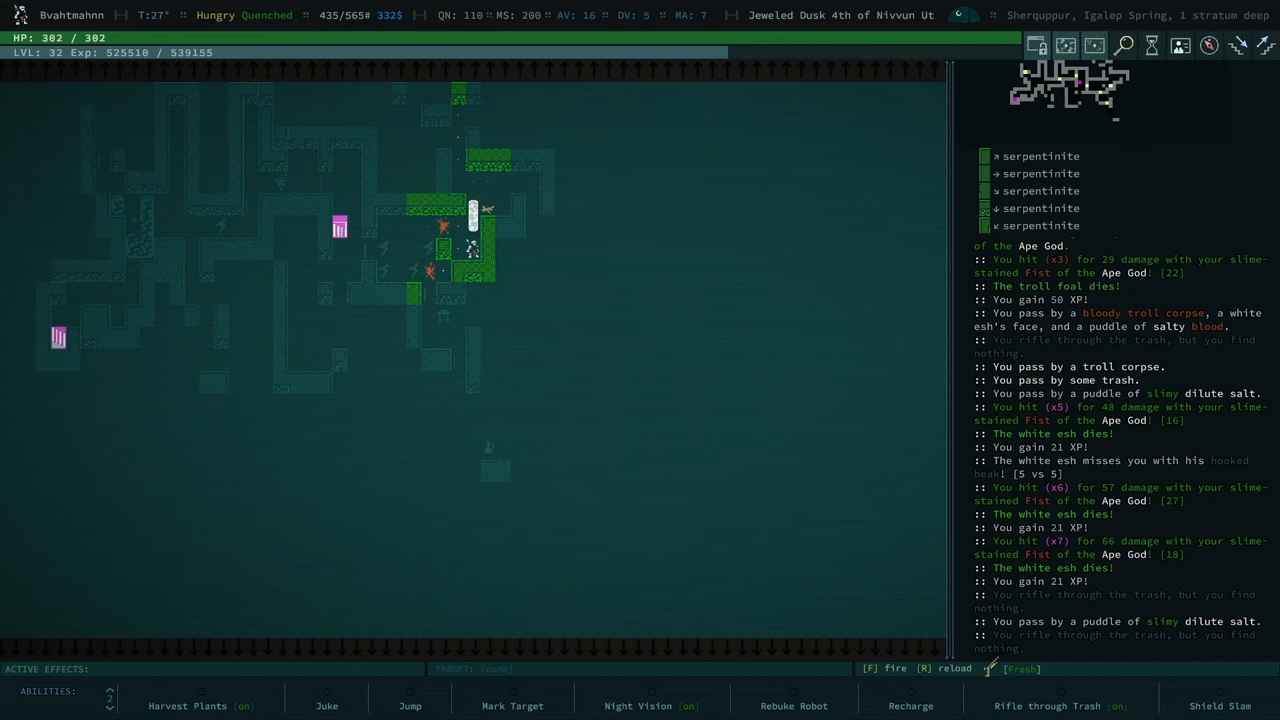 Bvahtmahnn T:27° Hungry Quenched 435/565# 332$ QN: 110 MS: 200 AV: 16 DV: 5 MA: 7 Jeweled Dusk 4th of Nivvun Ut Sherquppur, Igalep Spring, 1 stratum deep
HP: 302 / 302
LVL: 32 Exp: 525510 / 539155
serpentinite
serpentinite
serpentinite
serpentinite
serpentinite
of the Ape God.
:: You hit (x3) for 29 damage with your slime-
stained Fist of the Ape God! [22]
:: The troll foal dies!
:: You gain 50 XP!
:: You pass by a bloody troll corpse, a white
esh's face, and a puddle of salty blood.
:: You rifle through the trash, but you find
nothing.
:: You pass by a troll corpse.
:: You pass by some trash.
:: You pass by a puddle of slimy dilute salt.
:: You hit (x5) for 48 damage with your slime-
stained Fist of the Ape God! [16]
:: The white esh dies!
:: You gain 21 XP!
:: The white esh misses you with his hooked
beak! [5 vs 5]
:: You hit (x6) for 57 damage with your slime-
stained Fist of the Ape God! [27]
:: The white esh dies!
:: You gain 21 XP!
:: You hit (x7) for 66 damage with your slime-
stained Fist of the Ape God! [18]
:: The white esh dies!
:: You gain 21 XP!
:: You rifle through the trash, but you find
nothing.
:: You pass by a puddle of slimy dilute salt.
:: You rifle through the trash, but you find
nothing.
ACTIVE EFFECTS: TARGET: [none] [F] fire [R] reload [Fresh]
ABILITIES: 2 Harvest Plants [on] Juke Jump Mark Target Night Vision [on] Rebuke Robot Recharge Rifle through Trash [on] Shield Slam